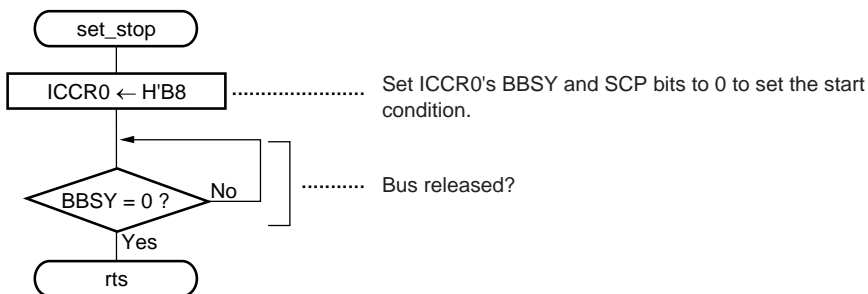 set_stop
ICCR0 ← H'B8
Set ICCR0's BBSY and SCP bits to 0 to set the start
condition.
BBSY = 0 ?
No
Bus released?
Yes
rts